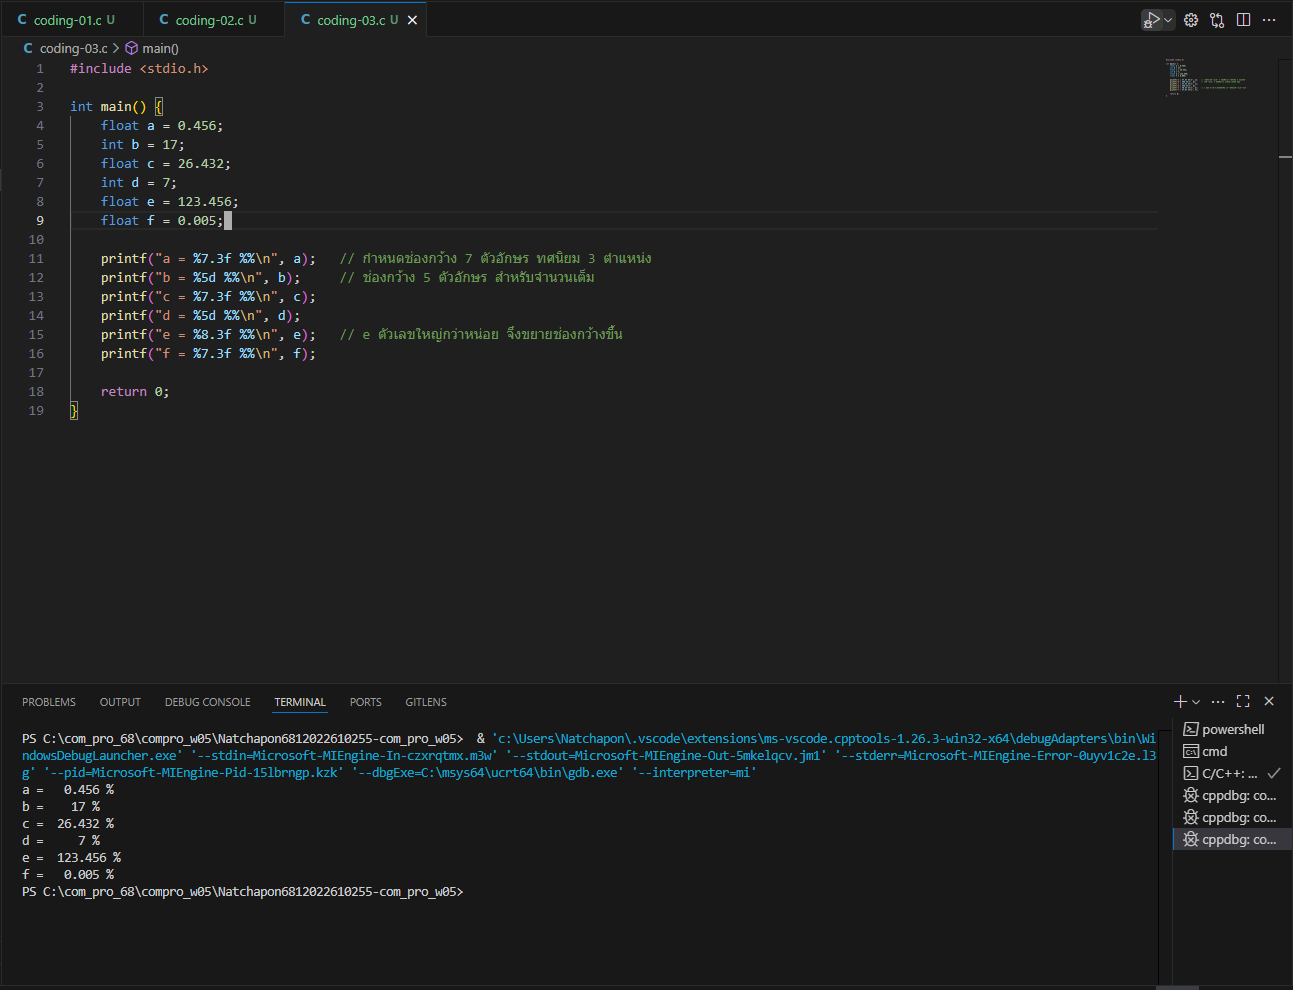 coding-01.c U coding-02.c U coding-03.c U
coding-03.c > main()
1 #include <stdio.h>
2
3 int main() {
4 float a = 0.456;
5 int b = 17;
6 float c = 26.432;
7 int d = 7;
8 float e = 123.456;
9 float f = 0.005;
10
11 printf("a = %7.3f %%\n", a); // กำหนดช่องกว้าง 7 ตัวอักษร ทศนิยม 3 ตำแหน่ง
12 printf("b = %5d %%\n", b); // ช่องกว้าง 5 ตัวอักษร สำหรับจำนวนเต็ม
13 printf("c = %7.3f %%\n", c);
14 printf("d = %5d %%\n", d);
15 printf("e = %8.3f %%\n", e); // e ตัวเลขใหญ่กว่าหน่อย จึงขยายช่องกว้างขึ้น
16 printf("f = %7.3f %%\n", f);
17
18 return 0;
19 }
PROBLEMS OUTPUT DEBUG CONSOLE TERMINAL PORTS GITLENS
PS C:\com_pro_68\compro_w05\Natchapon6812022610255-com_pro_w05> & 'c:\Users\Natchapon\.vscode\extensions\ms-vscode.cpptools-1.26.3-win32-x64\debugAdapters\bin\Wi
ndowsDebugLauncher.exe' '--stdin=Microsoft-MIEngine-In-czxrqtmx.m3w' '--stdout=Microsoft-MIEngine-Out-5mkelqcv.jm1' '--stderr=Microsoft-MIEngine-Error-0uyv1c2e.l3
g' '--pid=Microsoft-MIEngine-Pid-15lbrngp.kzk' '--dbgExe=C:\msys64\ucrt64\bin\gdb.exe' '--interpreter=mi'
a =   0.456 %
b =    17 %
c =  26.432 %
d =     7 %
e =  123.456 %
f =   0.005 %
PS C:\com_pro_68\compro_w05\Natchapon6812022610255-com_pro_w05>
powershell
cmd
C/C++: ...
cppdbg: co...
cppdbg: co...
cppdbg: co...